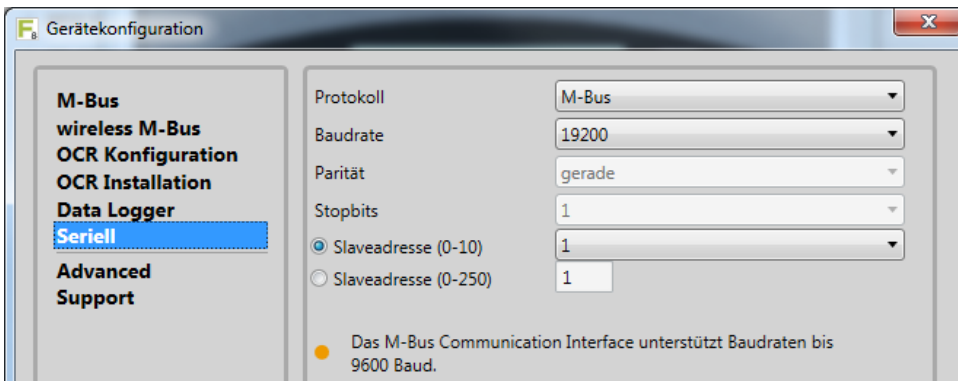 Gerätekonfiguration
M-Bus
wireless M-Bus
OCR Konfiguration
OCR Installation
Data Logger
Seriell
Advanced
Support
Protokoll M-Bus
Baudrate 19200
Parität gerade
Stopbits 1
Slaveadresse (0-10) 1
Slaveadresse (0-250) 1
Das M-Bus Communication Interface unterstützt Baudraten bis
9600 Baud.